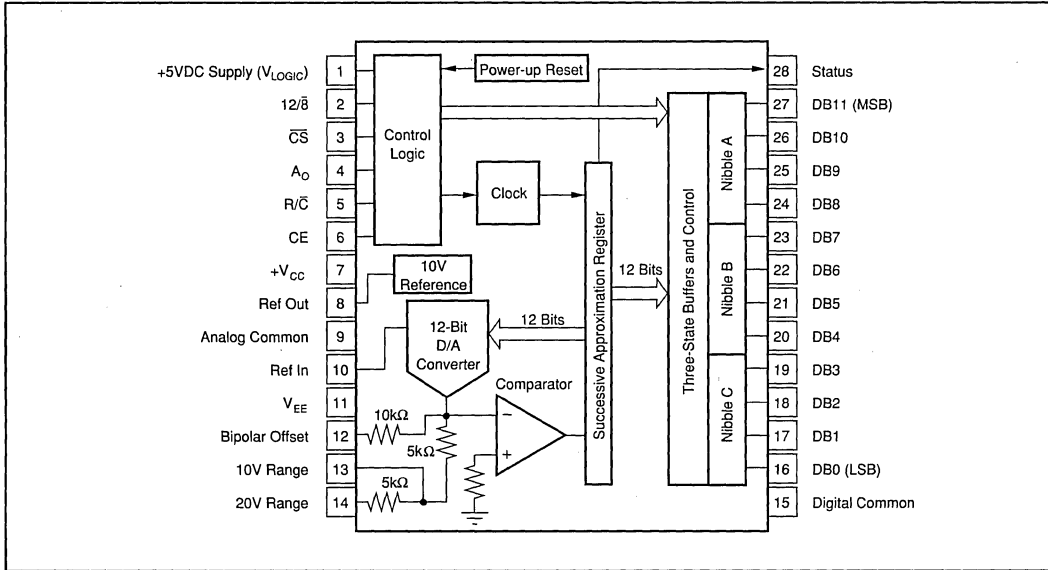 +5VDC Supply (V_LOGIC) 1
12/8̅ 2
C̅S̅ 3
A_O 4
R/C̅ 5
CE 6
+V_CC 7
Ref Out 8
Analog Common 9
Ref In 10
V_EE 11
Bipolar Offset 12
10V Range 13
20V Range 14
Control
Logic
Power-up Reset
Clock
10V
Reference
12-Bit
D/A
Converter
12 Bits
Comparator
10kΩ
5kΩ
5kΩ
−
+
Successive Approximation Register
12 Bits
Three-State Buffers and Control
Nibble A
Nibble B
Nibble C
28 Status
27 DB11 (MSB)
26 DB10
25 DB9
24 DB8
23 DB7
22 DB6
21 DB5
20 DB4
19 DB3
18 DB2
17 DB1
16 DB0 (LSB)
15 Digital Common